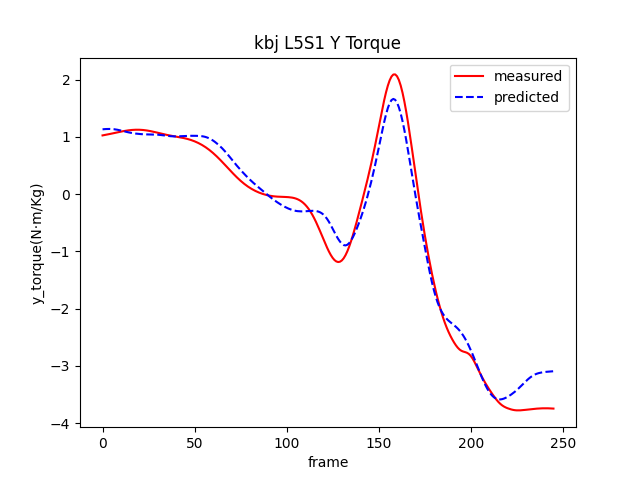 kbj L5S1 Y Torque
measured
predicted
y_torque(N·m/Kg)
2
1
0
−1
−2
−3
−4
0 50 100 150 200 250
frame